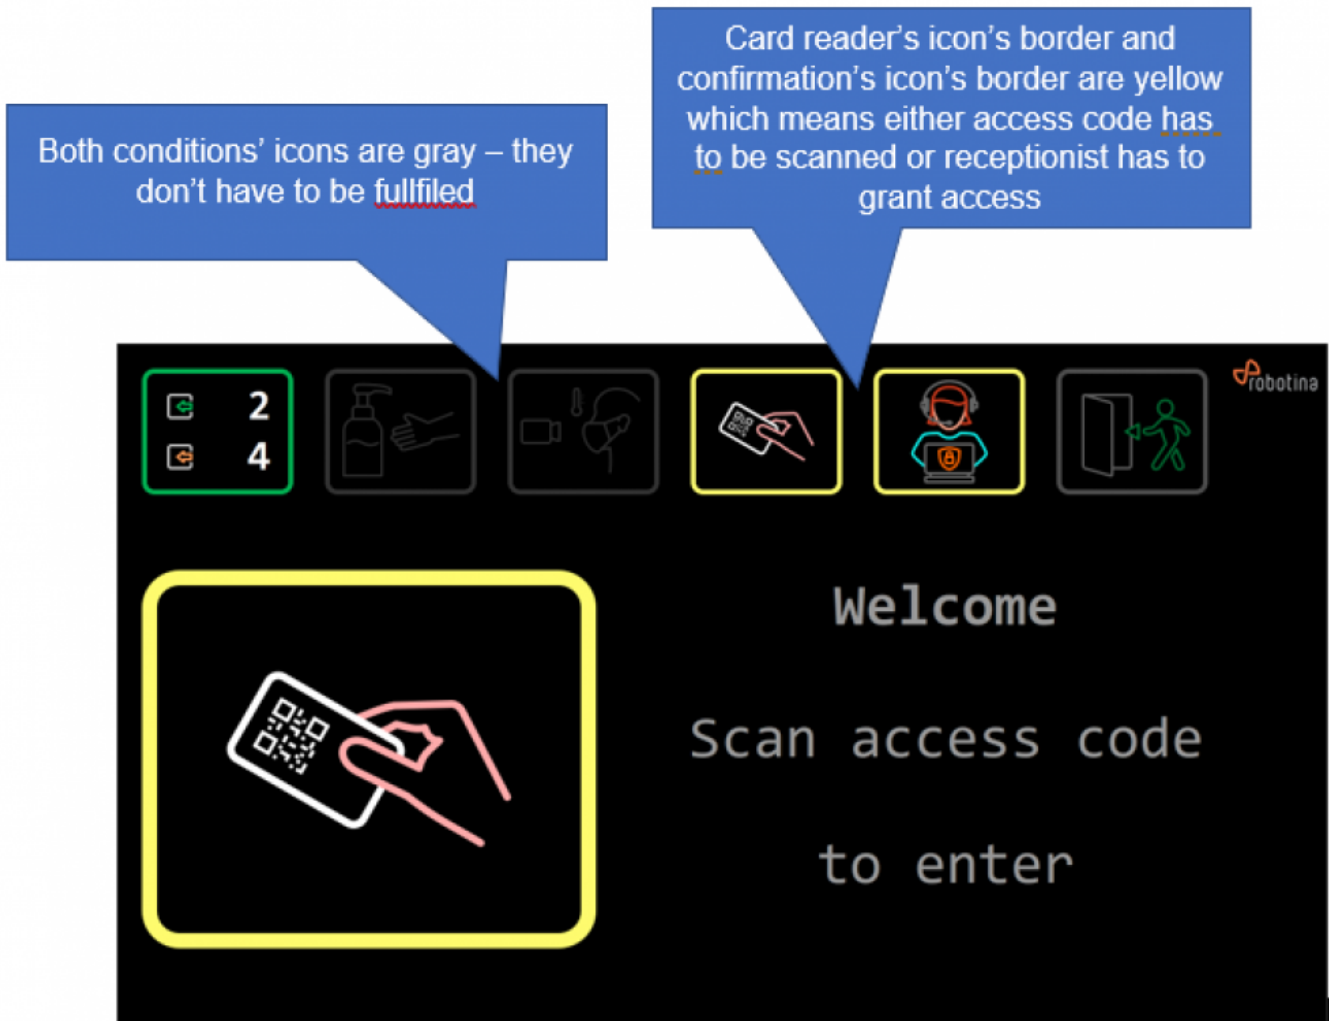 Card reader's icon's border and
confirmation's icon's border are yellow
which means either access code has
to be scanned or receptionist has to
grant access
Both conditions' icons are gray – they
don't have to be fullfiled
2
4
robotina
Welcome
Scan access code
to enter